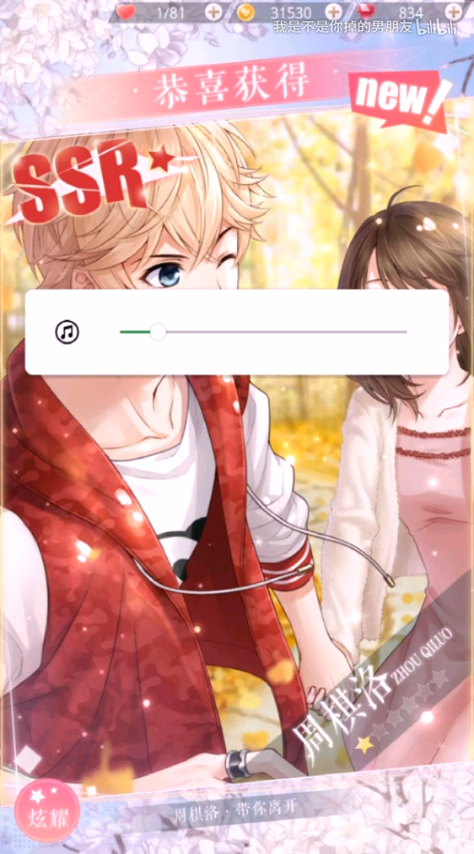 1/81
31530
834
我是不是你掉的男朋友 bilibili
恭喜获得
new!
SSR
周棋洛 ZHOU QILUO
炫耀
周棋洛·带你离开